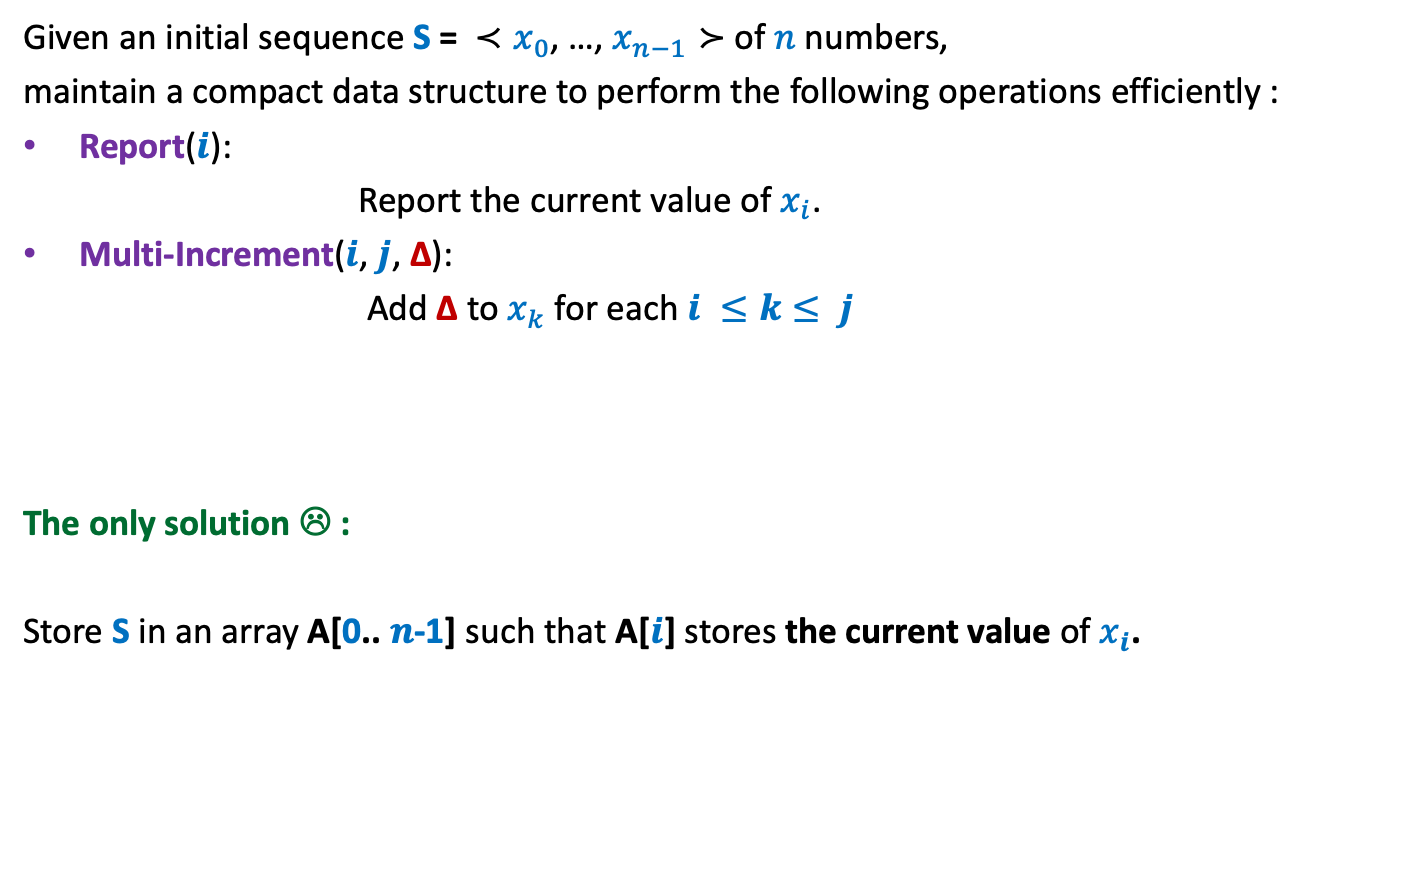 Given an initial sequence S = ≺ x₀, …, xₙ₋₁ ≻ of n numbers,
maintain a compact data structure to perform the following operations efficiently :
• Report(i):
Report the current value of xᵢ.
• Multi-Increment(i, j, Δ):
Add Δ to xₖ for each i ≤ k ≤ j
The only solution ☹ :
Store S in an array A[0.. n-1] such that A[i] stores the current value of xᵢ.